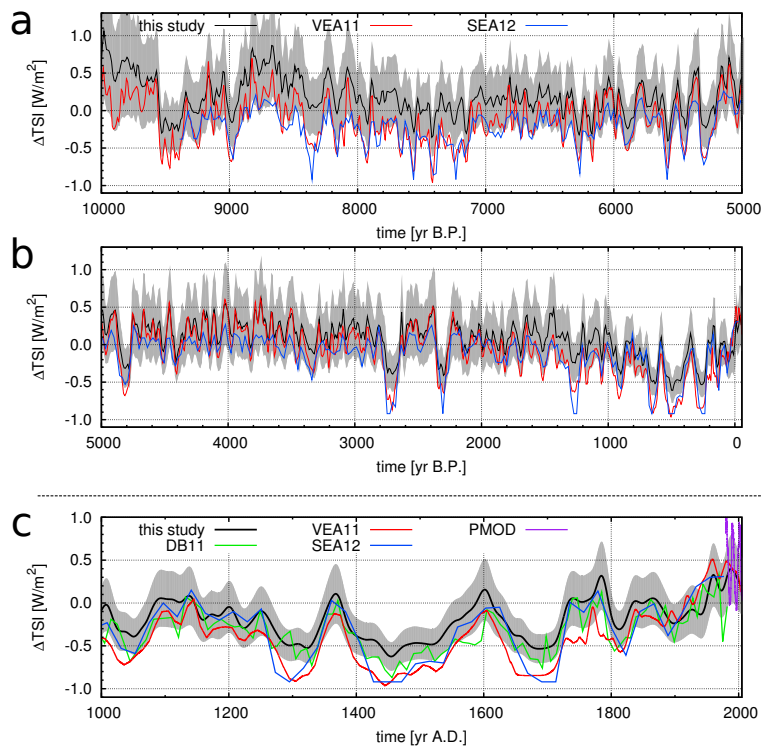 a
this study VEA11 SEA12
1.0
0.5
0.0
-0.5
-1.0
ΔTSI [W/m²]
10000 9000 8000 7000 6000 5000
time [yr B.P.]
b
1.0
0.5
0.0
-0.5
-1.0
ΔTSI [W/m²]
5000 4000 3000 2000 1000 0
time [yr B.P.]
c
this study VEA11 PMOD
DB11 SEA12
1.0
0.5
0.0
-0.5
-1.0
ΔTSI [W/m²]
1000 1200 1400 1600 1800 2000
time [yr A.D.]